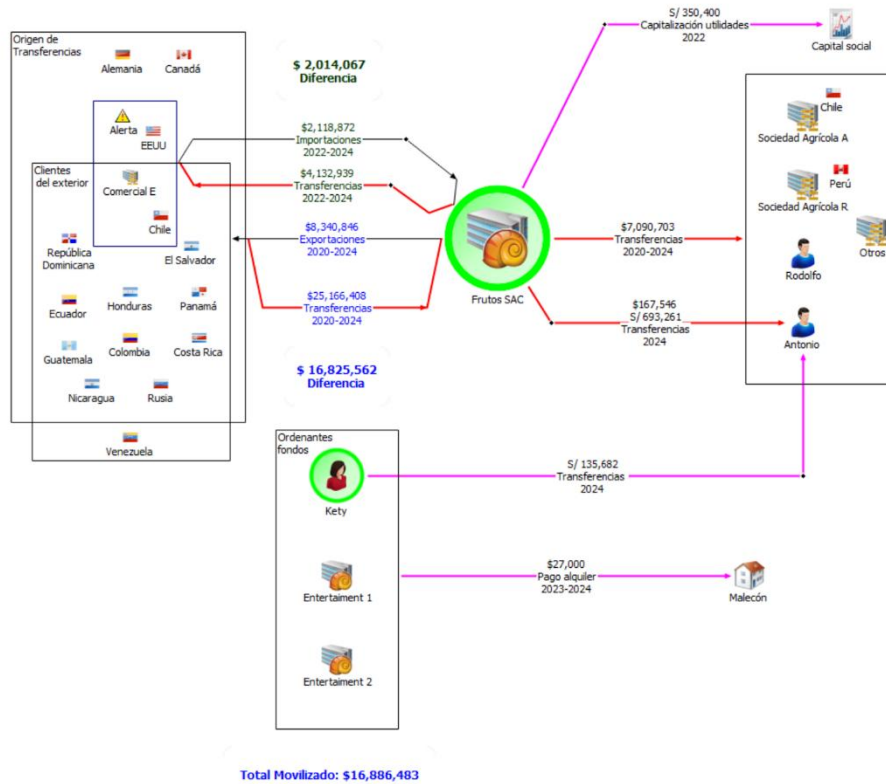 S/ 350,400
Capitalización utilidades
2022
Capital social
Origen de
Transferencias
Alemania
Canadá
$ 2,014,067
Diferencia
Alerta
EEUU
$2,118,872
Importaciones
2022-2024
Chile
Sociedad Agrícola A
Clientes
del exterior
Comercial E
$4,132,939
Transferencias
2022-2024
Perú
Sociedad Agrícola R
Chile
$8,340,846
Exportaciones
2020-2024
$7,090,703
Transferencias
2020-2024
República
Dominicana
El Salvador
Otros
Rodolfo
Frutos SAC
Ecuador
Honduras
Panamá
$25,166,408
Transferencias
2020-2024
$167,546
S/ 693,261
Transferencias
2024
Antonio
Guatemala
Colombia
Costa Rica
$ 16,825,562
Diferencia
Nicaragua
Rusia
Venezuela
Ordenantes
fondos
Kety
S/ 135,682
Transferencias
2024
Entertaiment 1
$27,000
Pago alquiler
2023-2024
Malecón
Entertaiment 2
Total Movilizado: $16,886,483